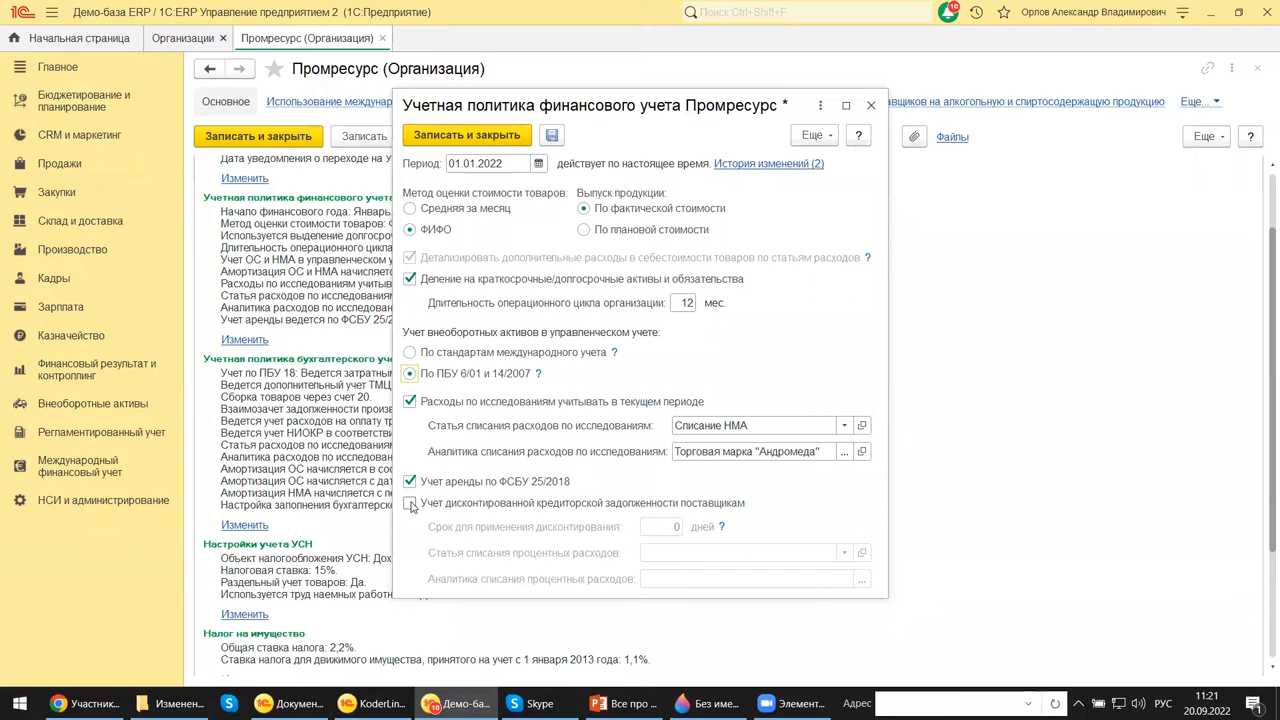 Демо-база ERP / 1С:ERP Управление предприятием 2 (1С:Предприятие)
Поиск Ctrl+Shift+F
10
Орлов Александр Владимирович
Начальная страница
Организации ×
Промресурс (Организация) ×
Главное
Бюджетирование и
планирование
CRM и маркетинг
Продажи
Закупки
Склад и доставка
Производство
Кадры
Зарплата
Казначейство
Финансовый результат и
контроллинг
Внеоборотные активы
Регламентированный учет
Международный
финансовый учет
НСИ и администрирование
Промресурс (Организация)
Основное
Использование междунар
авщиков на алкогольную и спиртосодержащую продукцию
Еще...
Записать и закрыть
Записать
Файлы
Еще
?
Дата уведомления о переходе на У
Изменить
Учетная политика финансового учета
Начало финансового года: Январь.
Метод оценки стоимости товаров: Ф
Используется выделение долгосро
Длительность операционного цикла
Учет ОС и НМА в управленческом у
Амортизация ОС и НМА начисляетс
Расходы по исследованиям учитыв
Статья расходов по исследованиям
Аналитика расходов по исследован
Учет аренды ведется по ФСБУ 25/2
Изменить
Учетная политика бухгалтерского уче
Учет по ПБУ 18: Ведется затратным
Ведется дополнительный учет ТМЦ
Сборка товаров через счет 20.
Взаимозачет задолженности произв
Ведется учет расходов на оплату тр
Ведется учет НИОКР в соответстви
Статья расходов по исследованиям
Аналитика расходов по исследован
Амортизация ОС начисляется в соо
Амортизация ОС начисляется с дат
Амортизация НМА начисляется с пе
Настройка заполнения бухгалтерско
Изменить
Настройки учета УСН
Объект налогообложения УСН: Дох
Налоговая ставка: 15%.
Раздельный учет товаров: Да.
Используется труд наемных работн
Изменить
Налог на имущество
Общая ставка налога: 2,2%.
Ставка налога для движимого имущества, принятого на учет с 1 января 2013 года: 1,1%.
Учетная политика финансового учета Промресурс *
Записать и закрыть
Еще
?
Период: 01.01.2022 действует по настоящее время. История изменений (2)
Метод оценки стоимости товаров: Выпуск продукции:
Средняя за месяц По фактической стоимости
ФИФО По плановой стоимости
Детализировать дополнительные расходы в себестоимости товаров по статьям расходов ?
Деление на краткосрочные/долгосрочные активы и обязательства
Длительность операционного цикла организации: 12 мес.
Учет внеоборотных активов в управленческом учете:
По стандартам международного учета ?
По ПБУ 6/01 и 14/2007 ?
Расходы по исследованиям учитывать в текущем периоде
Статья списания расходов по исследованиям: Списание НМА
Аналитика списания расходов по исследованиям: Торговая марка "Андромеда" ...
Учет аренды по ФСБУ 25/2018
Учет дисконтированной кредиторской задолженности поставщикам
Срок для применения дисконтирования: 0 дней ?
Статья списания процентных расходов:
Аналитика списания процентных расходов: ...
Участник...
Изменен...
Докумен...
KoderLin...
Демо-ба...
Skype
Все про ...
Без име...
Элемент...
Адрес
РУС
11:21
20.09.2022